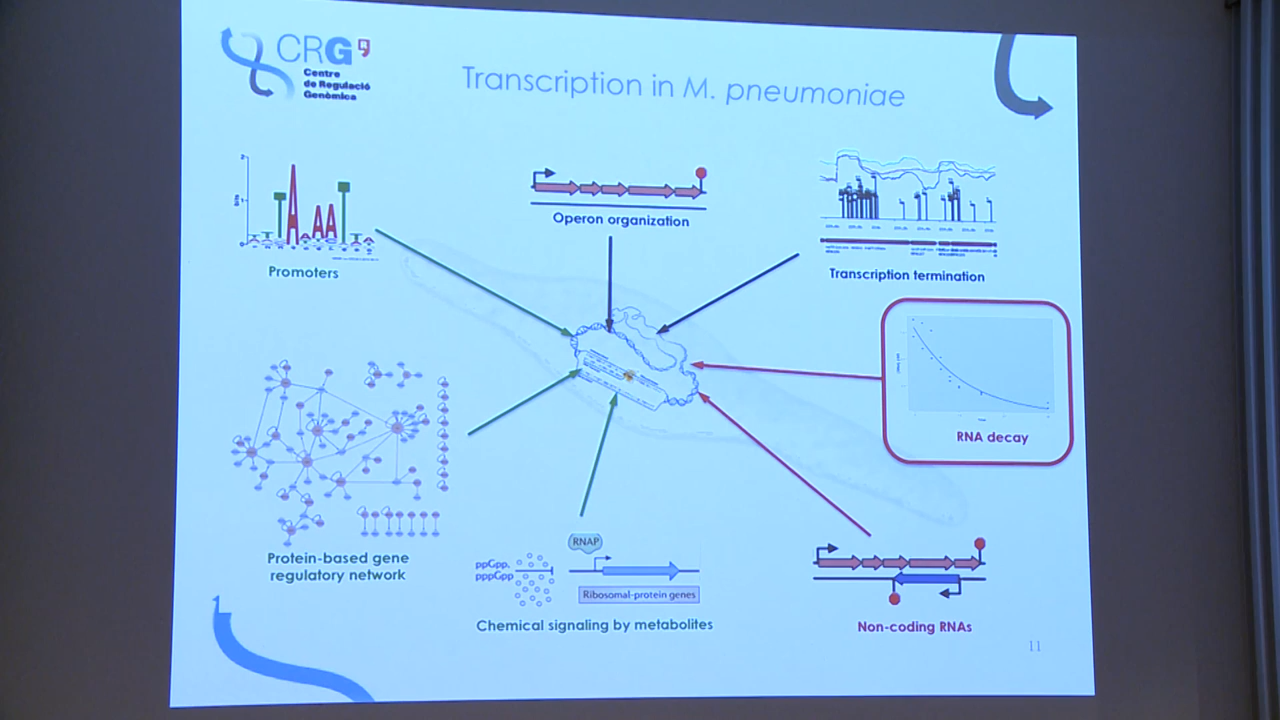 CRG
Centre
de Regulació
Genòmica
Transcription in M. pneumoniae
Promoters
Operon organization
Transcription termination
RNA decay
Protein-based gene
regulatory network
ppGpp,
pppGpp
RNAP
Ribosomal-protein genes
Chemical signaling by metabolites
Non-coding RNAs
11